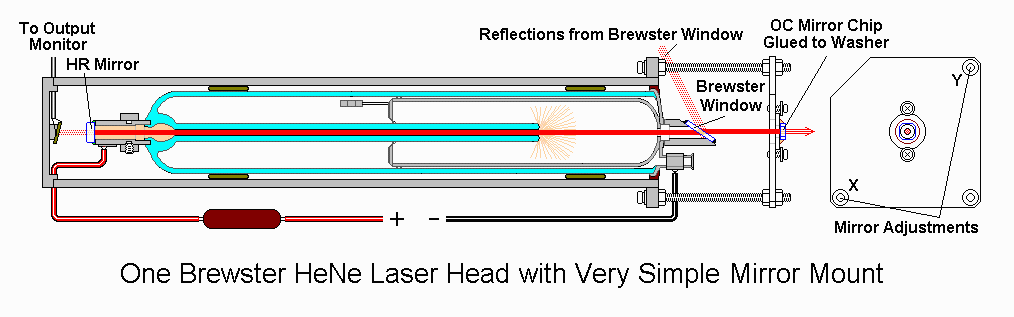 To Output
Monitor
HR Mirror
Reflections from Brewster Window
OC Mirror Chip
Glued to Washer
Brewster
Window
Y
X
Mirror Adjustments
+ −
One Brewster HeNe Laser Head with Very Simple Mirror Mount